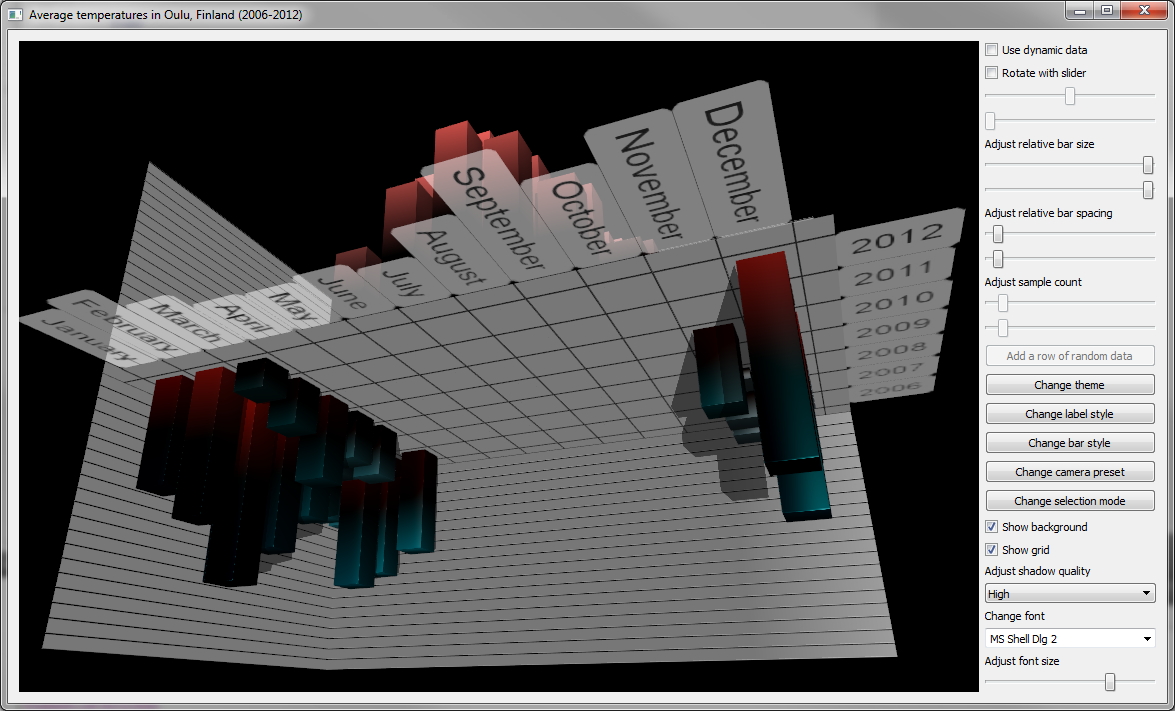 Average temperatures in Oulu, Finland (2006-2012)
December
November
October
September
August
July
June
May
April
March
February
January
2012
2011
2010
2009
2008
2007
2006
Use dynamic data
Rotate with slider
Adjust relative bar size
Adjust relative bar spacing
Adjust sample count
Add a row of random data
Change theme
Change label style
Change bar style
Change camera preset
Change selection mode
Show background
Show grid
Adjust shadow quality
High
Change font
MS Shell Dlg 2
Adjust font size